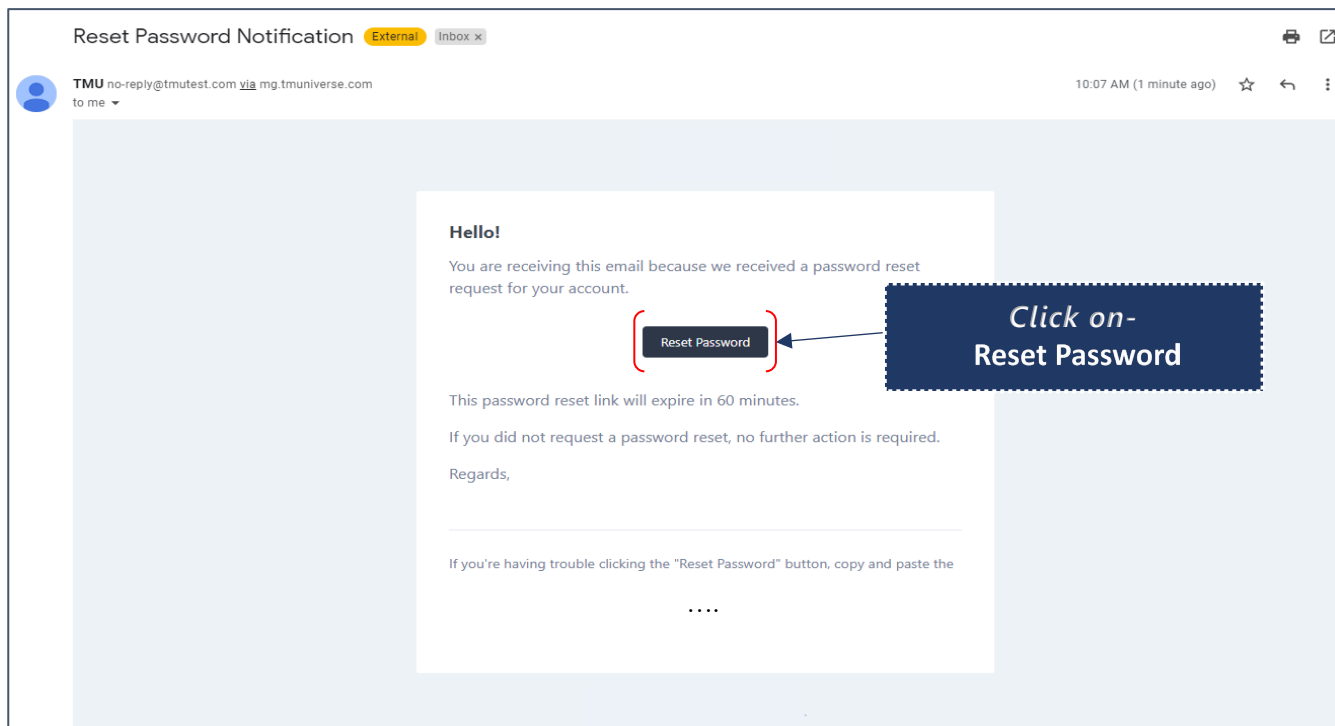 Reset Password Notification External Inbox ×
TMU no-reply@tmutest.com via mg.tmuniverse.com 10:07 AM (1 minute ago)
to me
Hello!
You are receiving this email because we received a password reset
request for your account.
Click on-
Reset Password
Reset Password
This password reset link will expire in 60 minutes.
If you did not request a password reset, no further action is required.
Regards,
If you're having trouble clicking the "Reset Password" button, copy and paste the
....